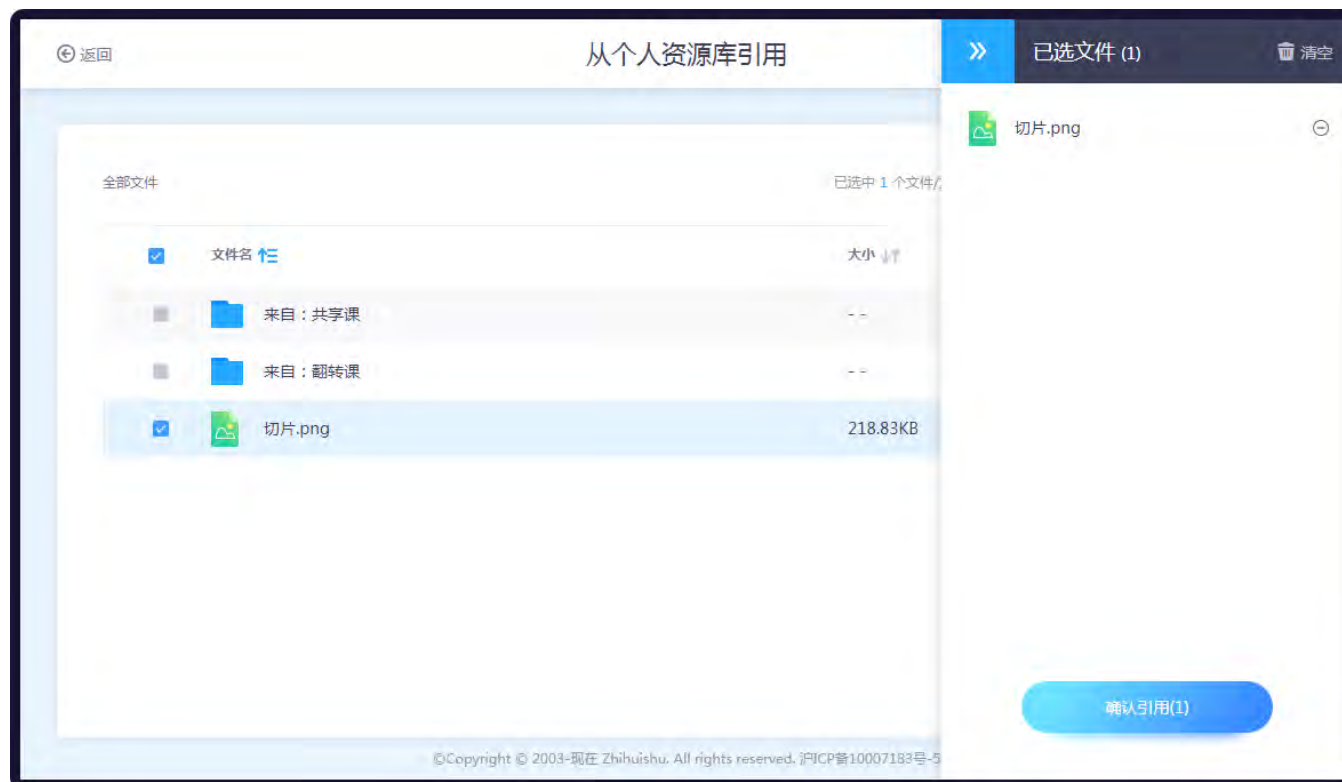 返回
从个人资源库引用
已选文件 (1)
清空
切片.png
全部文件
已选中 1 个文件/
文件名
大小
来自：共享课
--
来自：翻转课
--
切片.png
218.83KB
确认引用(1)
©Copyright © 2003-现在 Zhihuishu. All rights reserved. 沪ICP备10007183号-5